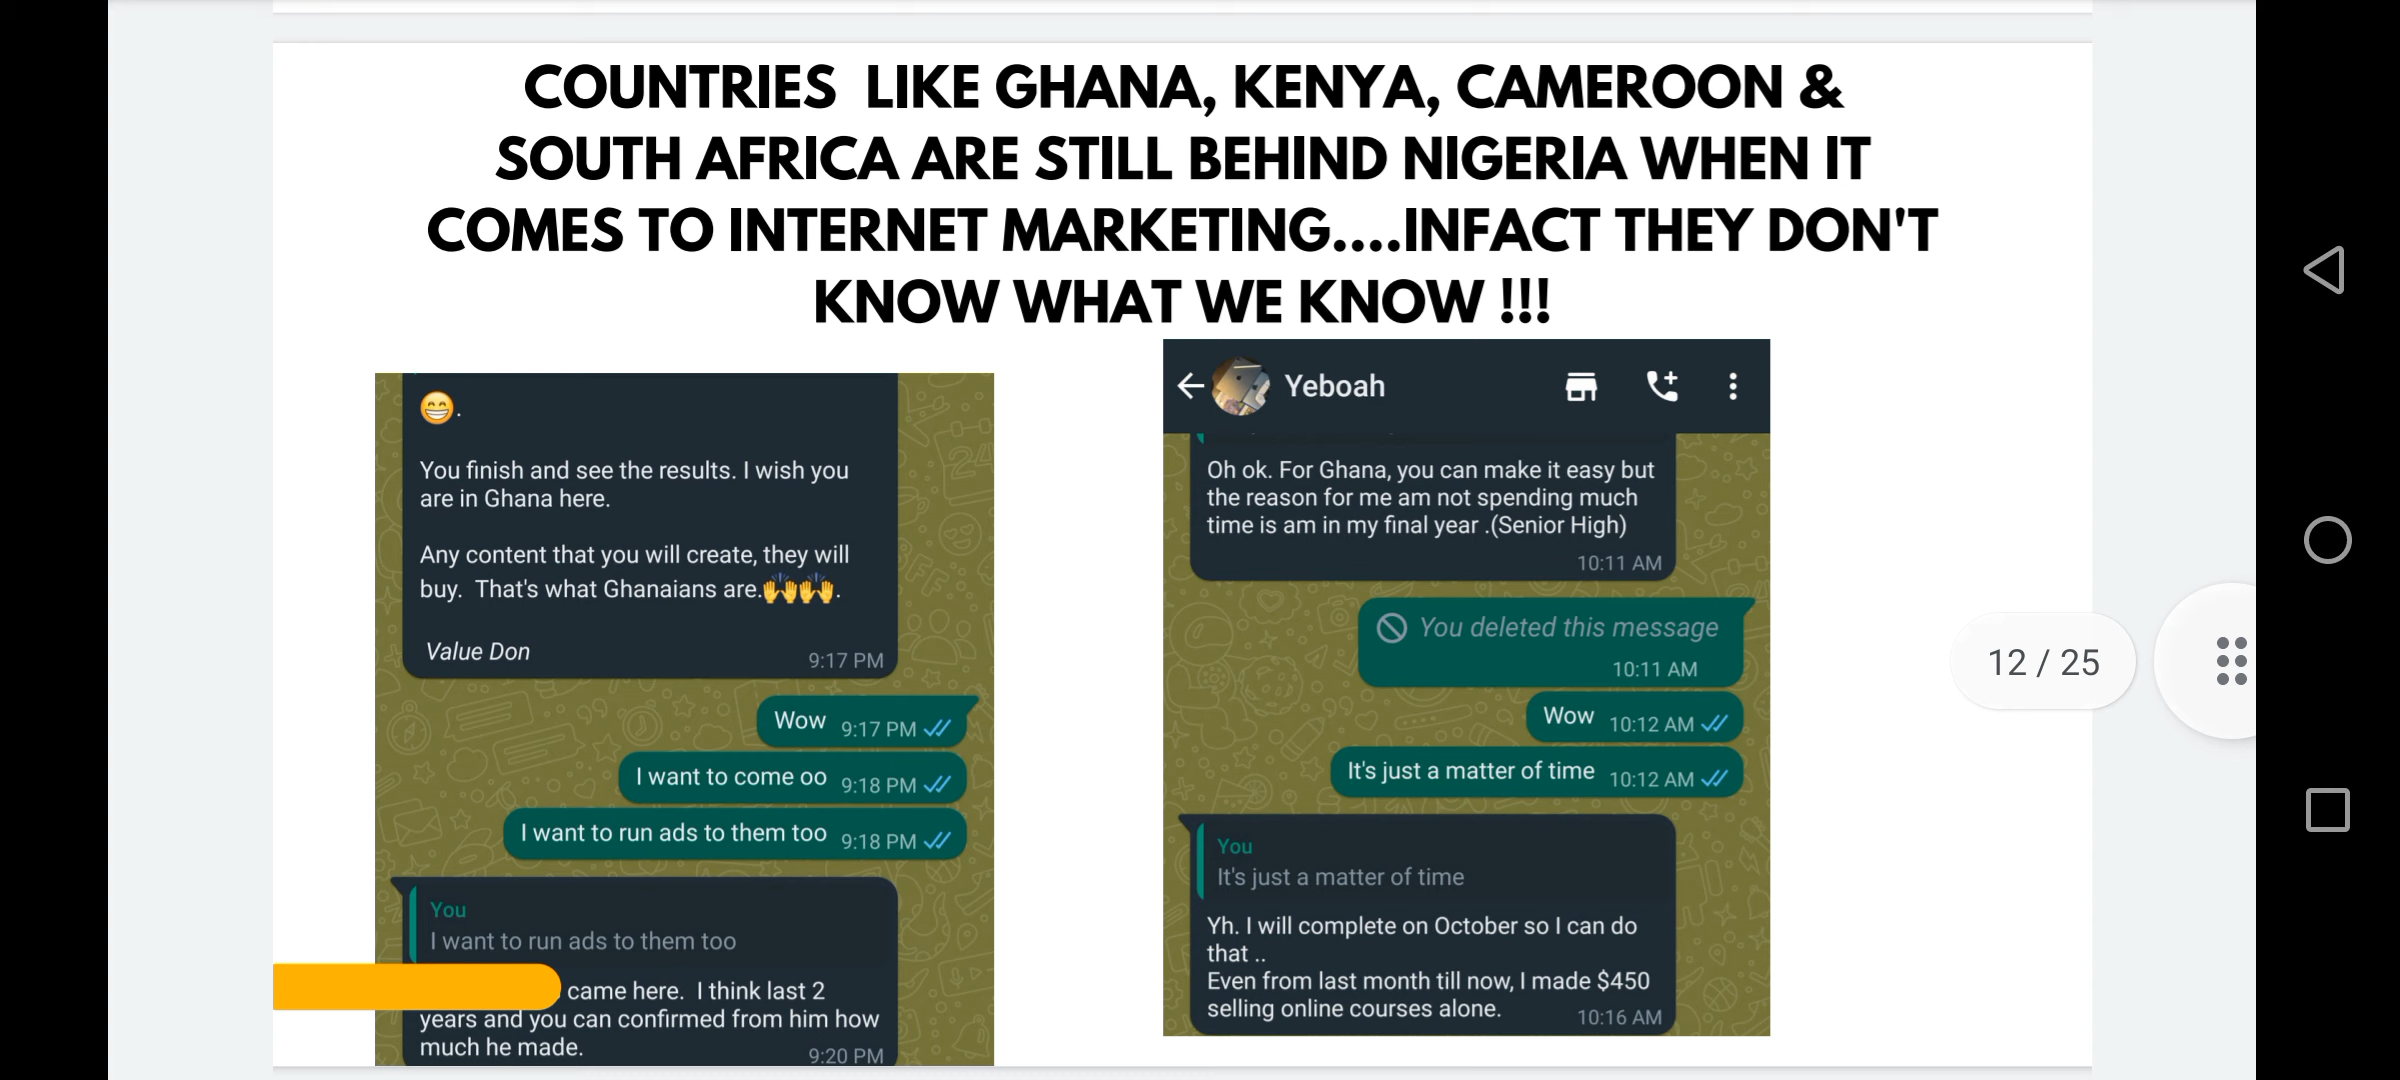 COUNTRIES LIKE GHANA, KENYA, CAMEROON &
SOUTH AFRICA ARE STILL BEHIND NIGERIA WHEN IT
COMES TO INTERNET MARKETING....INFACT THEY DON'T
KNOW WHAT WE KNOW !!!
😁.
You finish and see the results. I wish you
are in Ghana here.
Any content that you will create, they will
buy. That's what Ghanaians are.🙌🙌.
Value Don
9:17 PM
Wow 9:17 PM
I want to come oo 9:18 PM
I want to run ads to them too 9:18 PM
You
I want to run ads to them too
came here. I think last 2
years and you can confirmed from him how
much he made.
9:20 PM
Yeboah
Oh ok. For Ghana, you can make it easy but
the reason for me am not spending much
time is am in my final year .(Senior High)
10:11 AM
You deleted this message
10:11 AM
Wow 10:12 AM
It's just a matter of time 10:12 AM
You
It's just a matter of time
Yh. I will complete on October so I can do
that ..
Even from last month till now, I made $450
selling online courses alone.
10:16 AM
12 / 25